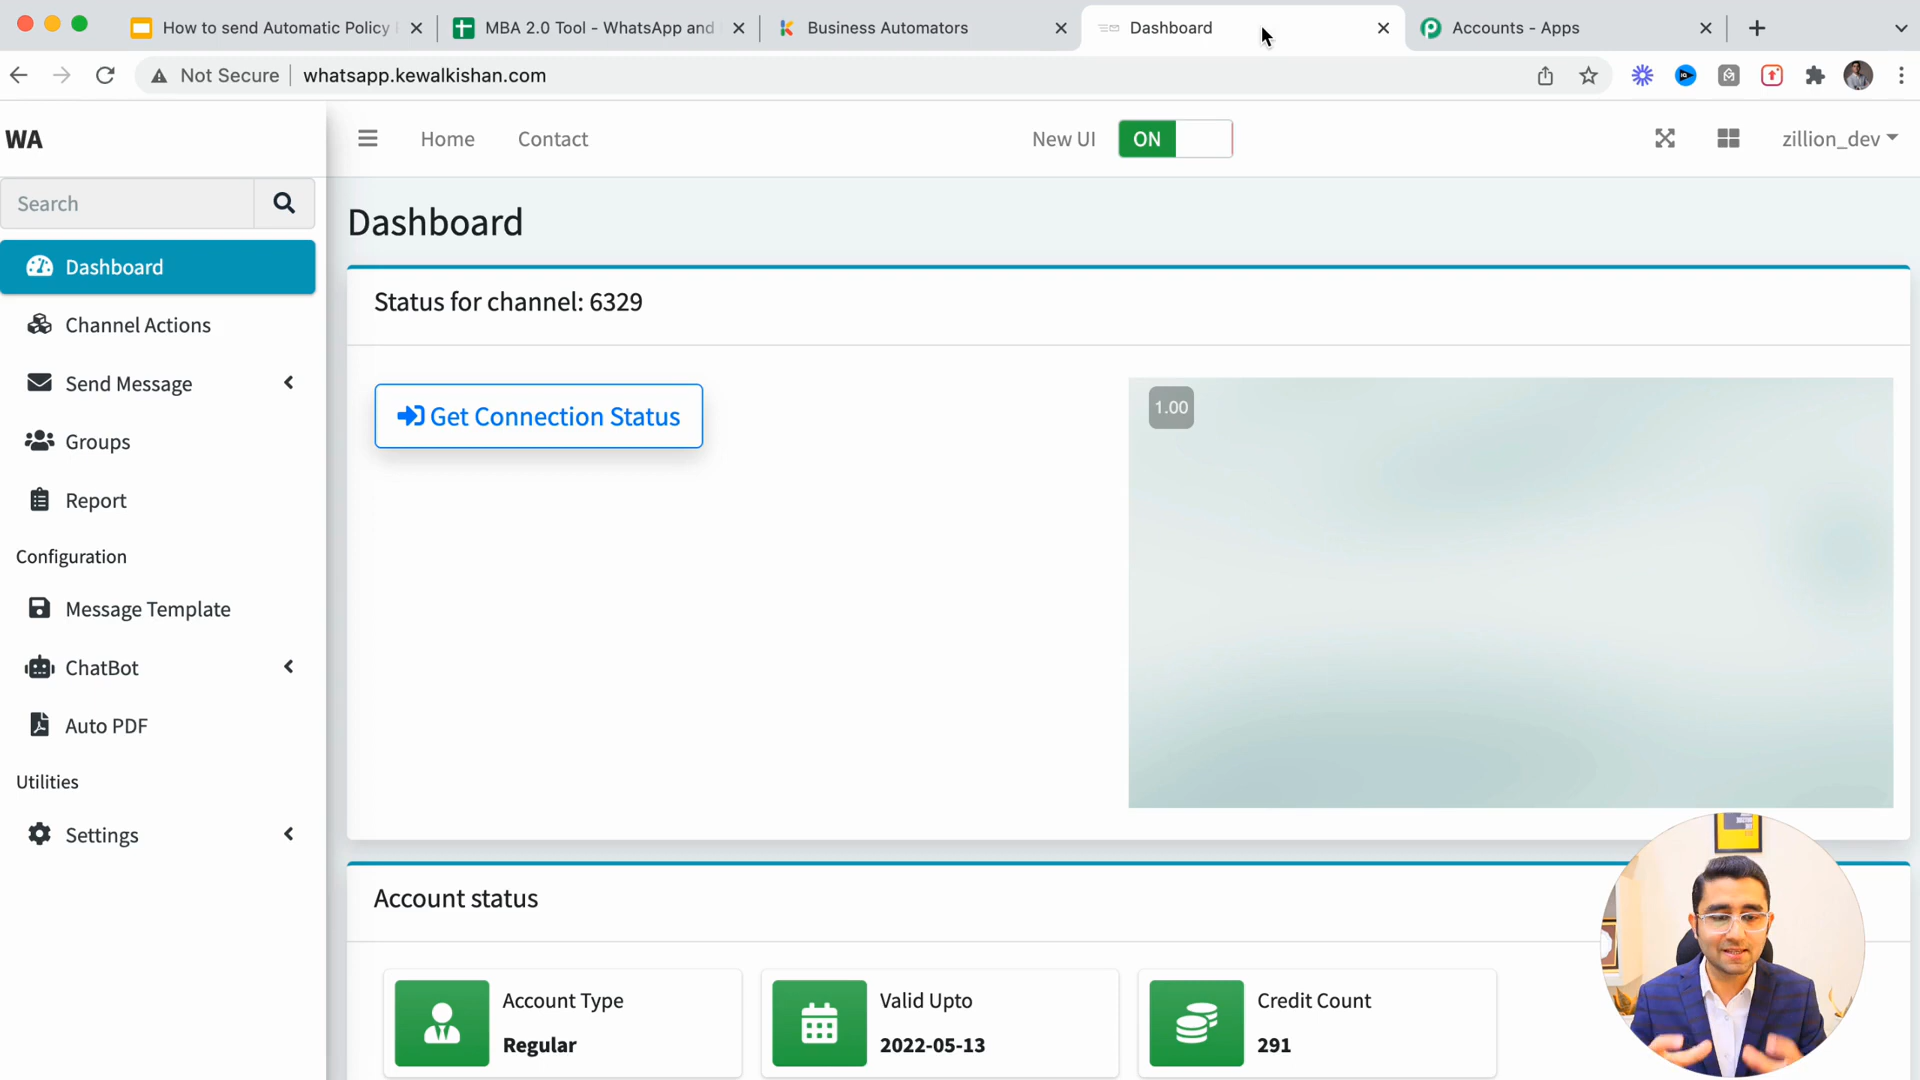 How to send Automatic Policy
MBA 2.0 Tool - WhatsApp and
Business Automators
Dashboard
Accounts - Apps
Not Secure
whatsapp.kewalkishan.com
WA
Home
Contact
New UI
ON
zillion_dev
Search
Dashboard
Channel Actions
Send Message
Groups
Report
Configuration
Message Template
ChatBot
Auto PDF
Utilities
Settings
Dashboard
Status for channel: 6329
Get Connection Status
1.00
Account status
Account Type
Regular
Valid Upto
2022-05-13
Credit Count
291